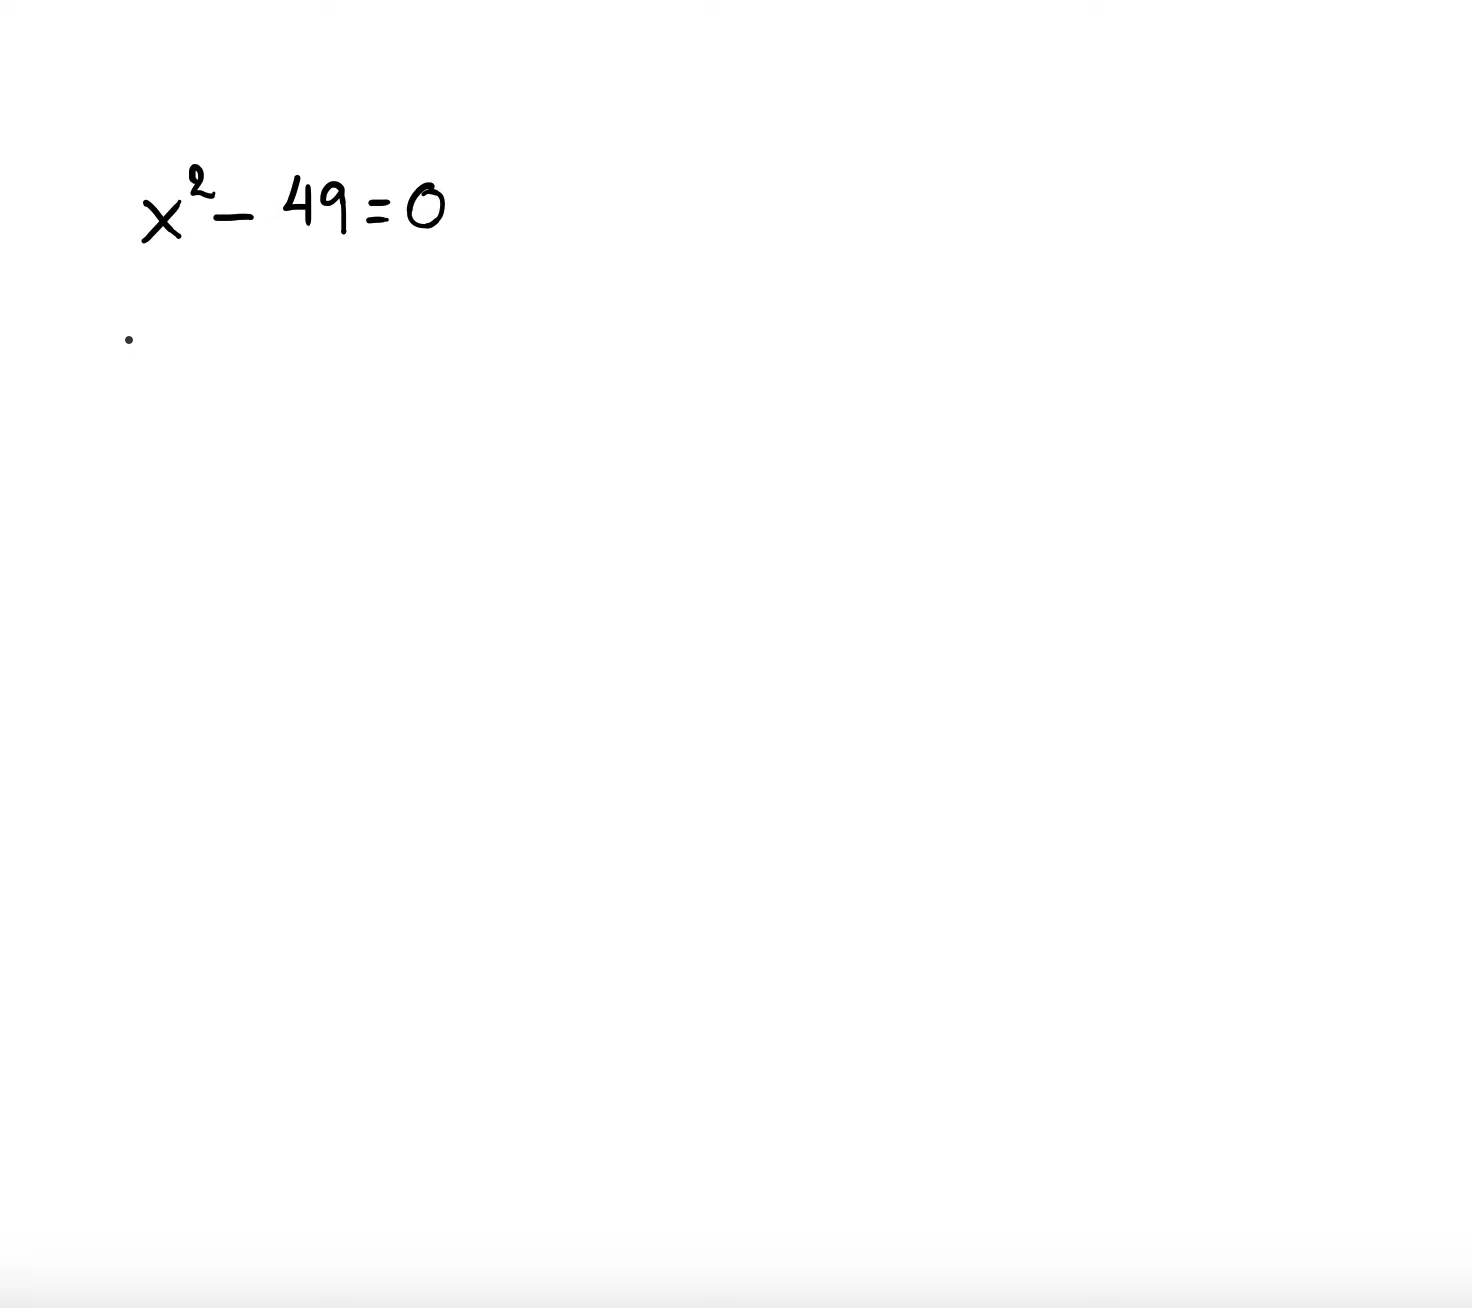 x² - 49 = 0